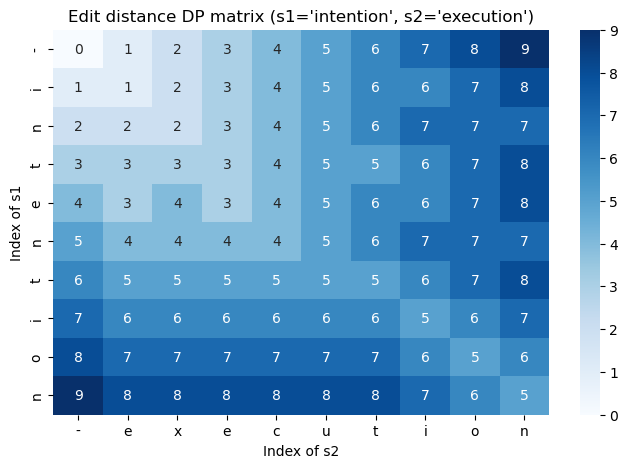 Edit distance DP matrix (s1='intention', s2='execution')
- 0 1 2 3 4 5 6 7 8 9
i 1 1 2 3 4 5 6 6 7 8
n 2 2 2 3 4 5 6 7 7 7
t 3 3 3 3 4 5 5 6 7 8
e 4 3 4 3 4 5 6 6 7 8
n 5 4 4 4 4 5 6 7 7 7
t 6 5 5 5 5 5 5 6 7 8
i 7 6 6 6 6 6 6 5 6 7
o 8 7 7 7 7 7 7 6 5 6
n 9 8 8 8 8 8 8 7 6 5
- e x e c u t i o n
Index of s2
Index of s1
9
8
7
6
5
4
3
2
1
0